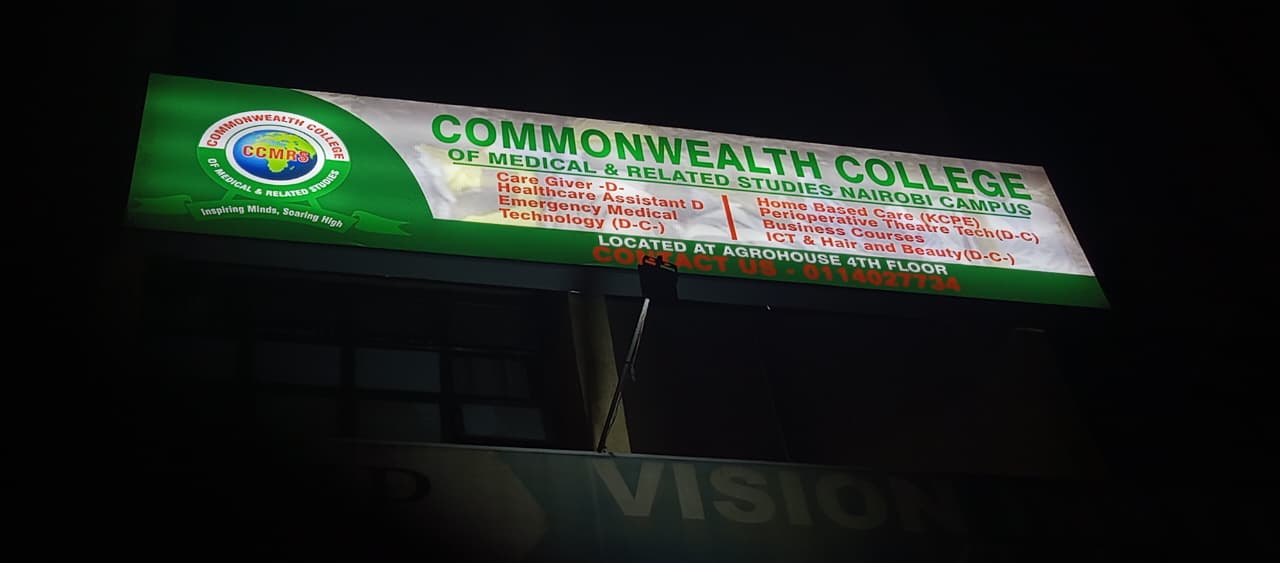 COMMONWEALTH COLLEGE
CCMRS
OF MEDICAL & RELATED STUDIES
Inspiring Minds, Soaring High
COMMONWEALTH COLLEGE
OF MEDICAL & RELATED STUDIES NAIROBI CAMPUS
Care Giver -D-
Healthcare Assistant D
Emergency Medical
Technology (D-C-)
Home Based Care (KCPE)
Perioperative Theatre Tech(D-C)
Business Courses
ICT & Hair and Beauty(D-C-)
LOCATED AT AGROHOUSE 4TH FLOOR
CONTACT US - 0114027734
D
VISION